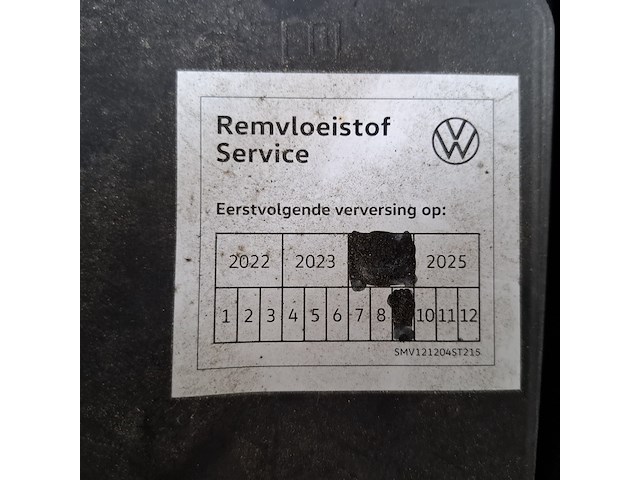 Remvloeistof
Service
Eerstvolgende verversing op:
2022 2023 2025
1 2 3 4 5 6 7 8 10 11 12
SMV121204ST215